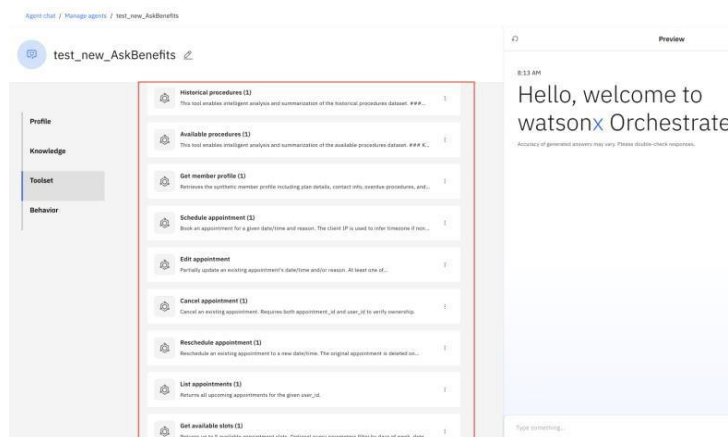 Agent chat / Manage agents / test_new_AskBenefits
test_new_AskBenefits
Preview
8:13 AM
Hello, welcome to
watsonx Orchestrate
Accuracy of generated answers may vary. Please double-check responses.
Profile
Knowledge
Toolset
Behavior
Historical procedures (1)
This tool enables intelligent analysis and summarization of the historical procedures dataset. ###...
Available procedures (1)
This tool enables intelligent analysis and summarization of the available procedures dataset. ### K...
Get member profile (1)
Retrieves the synthetic member profile including plan details, contact info, overdue procedures, and...
Schedule appointment (1)
Book an appointment for a given date/time and reason. The client IP is used to infer timezone if non...
Edit appointment
Partially update an existing appointment's date/time and/or reason. At least one of...
Cancel appointment (1)
Cancel an existing appointment. Requires both appointment_id and user_id to verify ownership.
Reschedule appointment (1)
Reschedule an existing appointment to a new date/time. The original appointment is deleted on...
List appointments (1)
Returns all upcoming appointments for the given user_id.
Get available slots (1)
Type something...